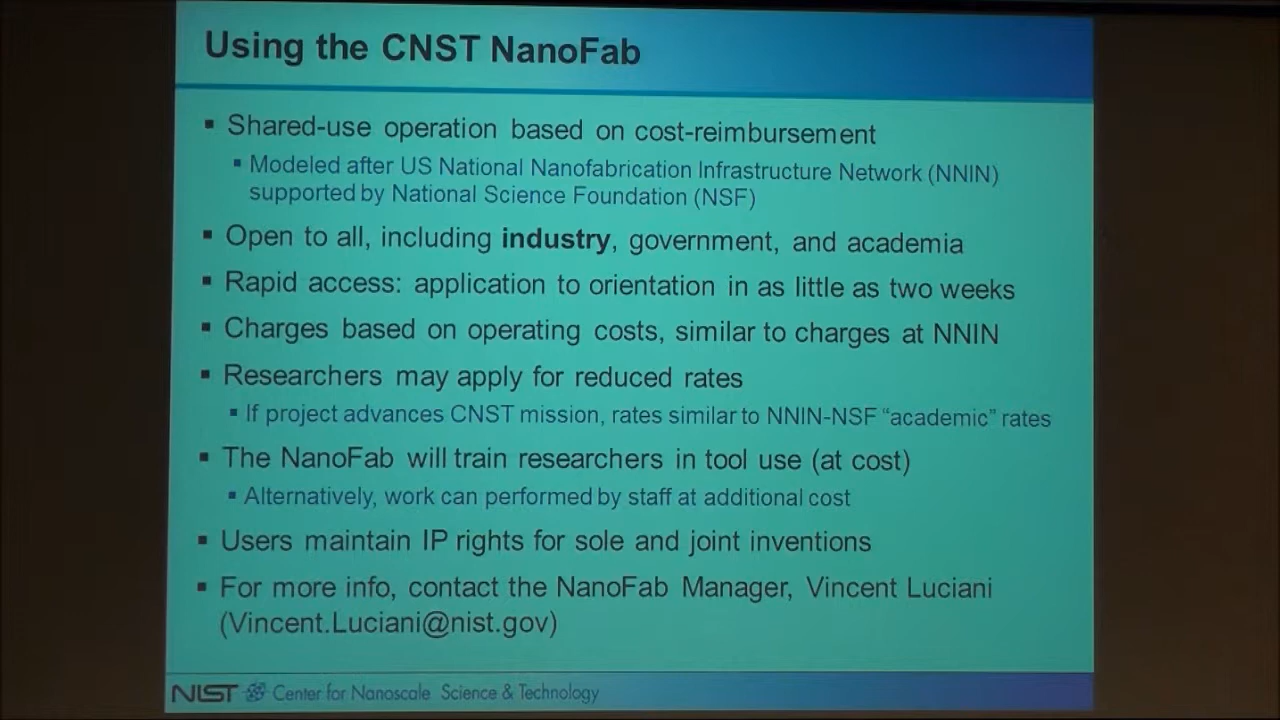 Using the CNST NanoFab
▪ Shared-use operation based on cost-reimbursement
▪ Modeled after US National Nanofabrication Infrastructure Network (NNIN)
supported by National Science Foundation (NSF)
▪ Open to all, including industry, government, and academia
▪ Rapid access: application to orientation in as little as two weeks
▪ Charges based on operating costs, similar to charges at NNIN
▪ Researchers may apply for reduced rates
▪ If project advances CNST mission, rates similar to NNIN-NSF “academic” rates
▪ The NanoFab will train researchers in tool use (at cost)
▪ Alternatively, work can performed by staff at additional cost
▪ Users maintain IP rights for sole and joint inventions
▪ For more info, contact the NanoFab Manager, Vincent Luciani
(Vincent.Luciani@nist.gov)
NIST Center for Nanoscale Science & Technology